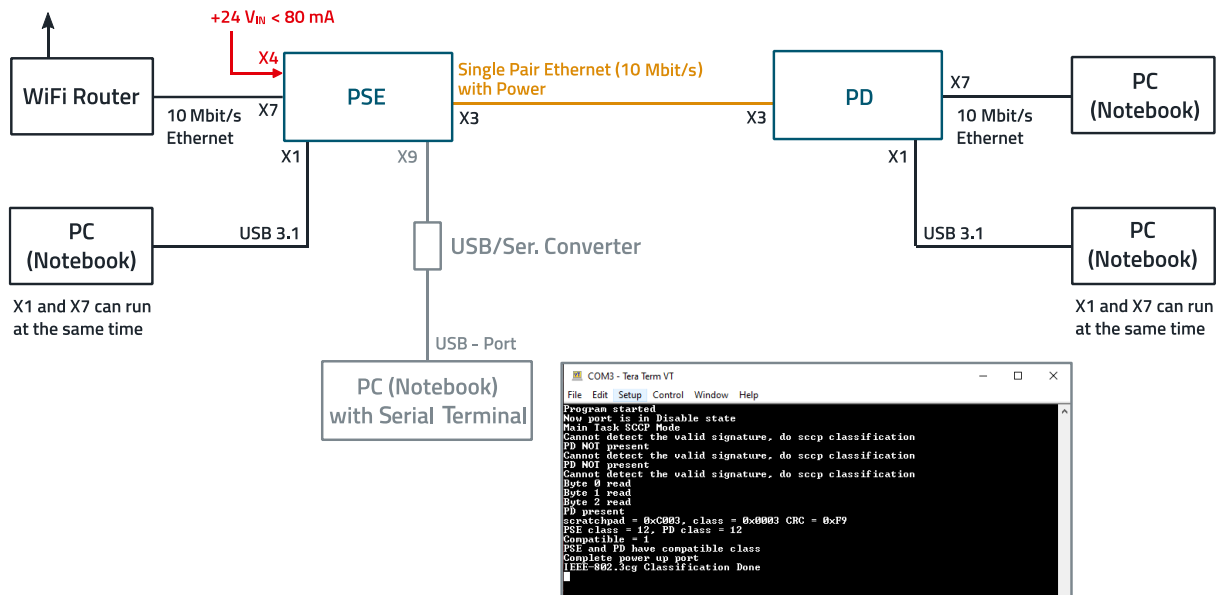 +24 VIN < 80 mA
X4
WiFi Router
10 Mbit/s
Ethernet
X7
PSE
X1
X9
Single Pair Ethernet (10 Mbit/s)
with Power
X3
X3
PD
X7
10 Mbit/s
Ethernet
X1
PC
(Notebook)
PC
(Notebook)
USB 3.1
X1 and X7 can run
at the same time
USB/Ser. Converter
USB - Port
PC (Notebook)
with Serial Terminal
USB 3.1
PC
(Notebook)
X1 and X7 can run
at the same time
COM3 - Tera Term VT
File Edit Setup Control Window Help
Program started
Now port is in Disable state
Main Task SCCP Mode
Cannot detect the valid signature, do sccp classification
PD NOT present
Cannot detect the valid signature, do sccp classification
PD NOT present
Cannot detect the valid signature, do sccp classification
Byte 0 read
Byte 1 read
Byte 2 read
PD present
scratchpad = 0xC003, class = 0x0003 CRC = 0xF9
PSE class = 12, PD class = 12
Compatible = 1
PSE and PD have compatible class
Complete power up port
IEEE-802.3cg Classification Done